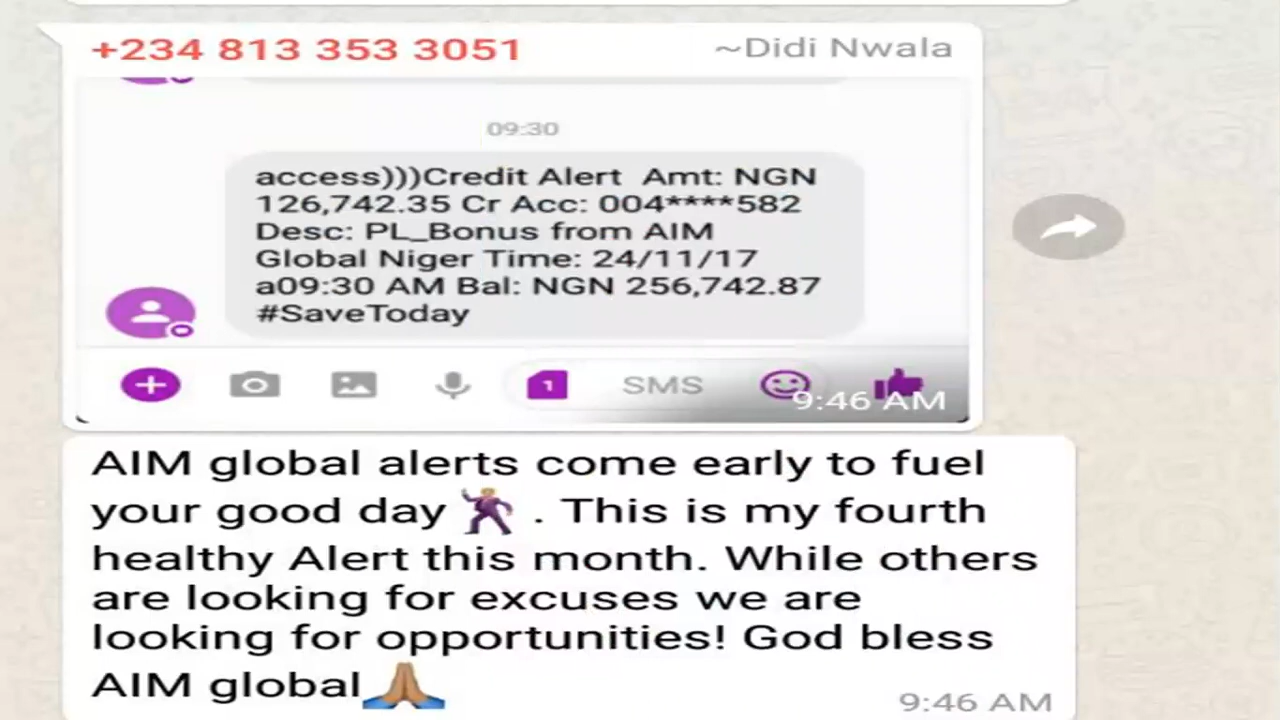 +234 813 353 3051 ~Didi Nwala
09:30
access)))Credit Alert Amt: NGN
126,742.35 Cr Acc: 004****582
Desc: PL_Bonus from AIM
Global Niger Time: 24/11/17
a09:30 AM Bal: NGN 256,742.87
#SaveToday
1 SMS
9:46 AM
AIM global alerts come early to fuel
your good day🕺. This is my fourth
healthy Alert this month. While others
are looking for excuses we are
looking for opportunities! God bless
AIM global🙏🏽
9:46 AM